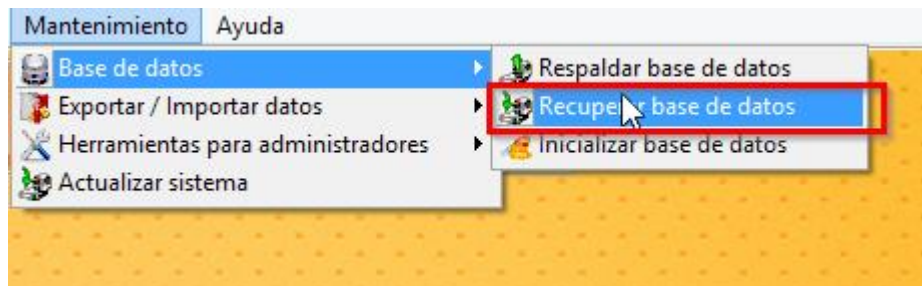 Mantenimiento Ayuda
Base de datos
Respaldar base de datos
Exportar / Importar datos
Recuperar base de datos
Herramientas para administradores
Inicializar base de datos
Actualizar sistema